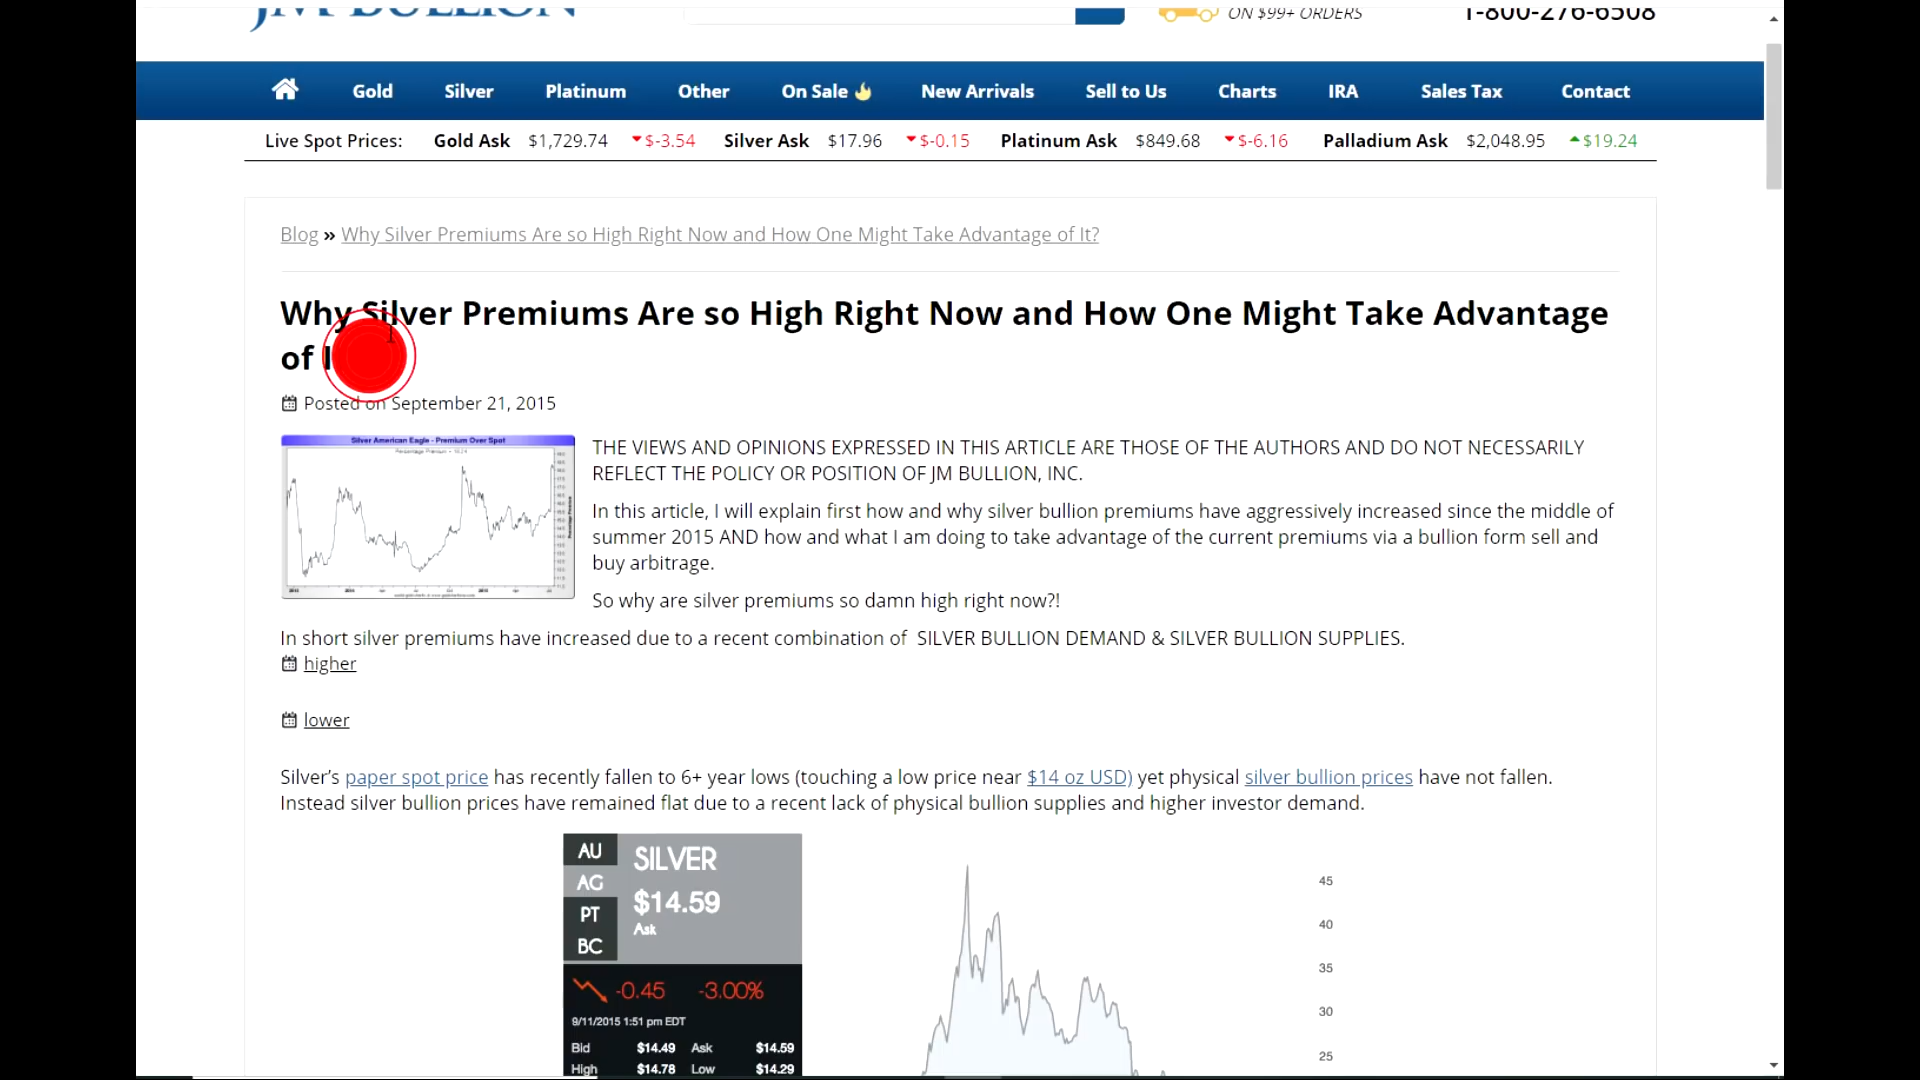 JM BULLION
ON $99+ ORDERS
1-800-276-6508
Gold Silver Platinum Other On Sale New Arrivals Sell to Us Charts IRA Sales Tax Contact
Live Spot Prices: Gold Ask $1,729.74 $-3.54 Silver Ask $17.96 $-0.15 Platinum Ask $849.68 $-6.16 Palladium Ask $2,048.95 $19.24
Blog » Why Silver Premiums Are so High Right Now and How One Might Take Advantage of It?
Why Silver Premiums Are so High Right Now and How One Might Take Advantage
of
Posted on September 21, 2015
Silver American Eagle - Premium Over Spot
THE VIEWS AND OPINIONS EXPRESSED IN THIS ARTICLE ARE THOSE OF THE AUTHORS AND DO NOT NECESSARILY
REFLECT THE POLICY OR POSITION OF JM BULLION, INC.
In this article, I will explain first how and why silver bullion premiums have aggressively increased since the middle of
summer 2015 AND how and what I am doing to take advantage of the current premiums via a bullion form sell and
buy arbitrage.
So why are silver premiums so damn high right now?!
In short silver premiums have increased due to a recent combination of SILVER BULLION DEMAND & SILVER BULLION SUPPLIES.
higher
lower
Silver's paper spot price has recently fallen to 6+ year lows (touching a low price near $14 oz USD) yet physical silver bullion prices have not fallen.
Instead silver bullion prices have remained flat due to a recent lack of physical bullion supplies and higher investor demand.
AU
AG
PT
BC
SILVER
$14.59
Ask
-0.45 -3.00%
9/11/2015 1:51 pm EDT
Bid $14.49 Ask $14.59
High $14.78 Low $14.29
45
40
35
30
25